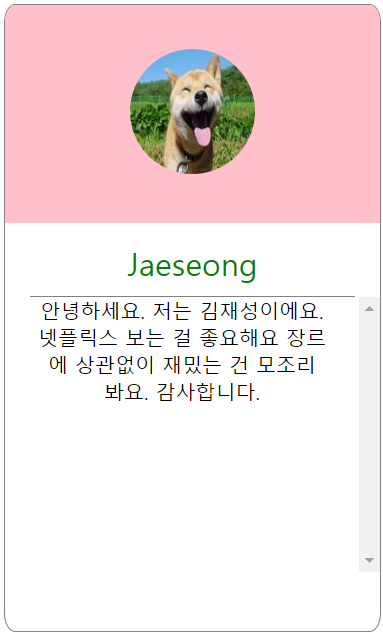 Jaeseong
안녕하세요. 저는 김재성이에요.
넷플릭스 보는 걸 좋요해요 장르
에 상관없이 재밌는 건 모조리
봐요. 감사합니다.